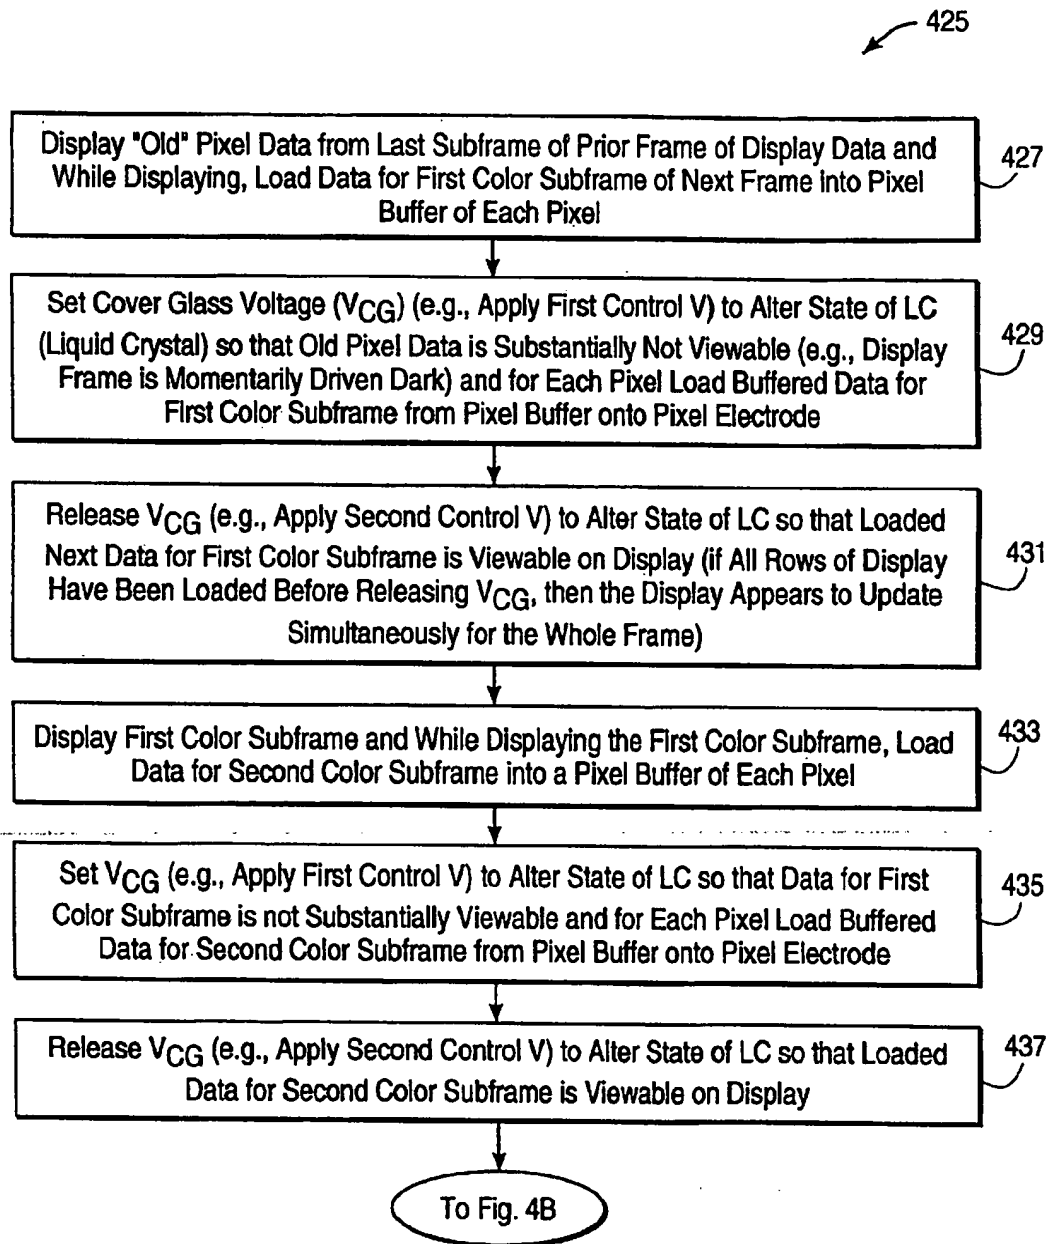 425
Display "Old" Pixel Data from Last Subframe of Prior Frame of Display Data and
While Displaying, Load Data for First Color Subframe of Next Frame into Pixel
Buffer of Each Pixel
427
Set Cover Glass Voltage (VCG) (e.g., Apply First Control V) to Alter State of LC
(Liquid Crystal) so that Old Pixel Data is Substantially Not Viewable (e.g., Display
Frame is Momentarily Driven Dark) and for Each Pixel Load Buffered Data for
First Color Subframe from Pixel Buffer onto Pixel Electrode
429
Release VCG (e.g., Apply Second Control V) to Alter State of LC so that Loaded
Next Data for First Color Subframe is Viewable on Display (if All Rows of Display
Have Been Loaded Before Releasing VCG, then the Display Appears to Update
Simultaneously for the Whole Frame)
431
Display First Color Subframe and While Displaying the First Color Subframe, Load
Data for Second Color Subframe into a Pixel Buffer of Each Pixel
433
Set VCG (e.g., Apply First Control V) to Alter State of LC so that Data for First
Color Subframe is not Substantially Viewable and for Each Pixel Load Buffered
Data for Second Color Subframe from Pixel Buffer onto Pixel Electrode
435
Release VCG (e.g., Apply Second Control V) to Alter State of LC so that Loaded
Data for Second Color Subframe is Viewable on Display
437
To Fig. 4B